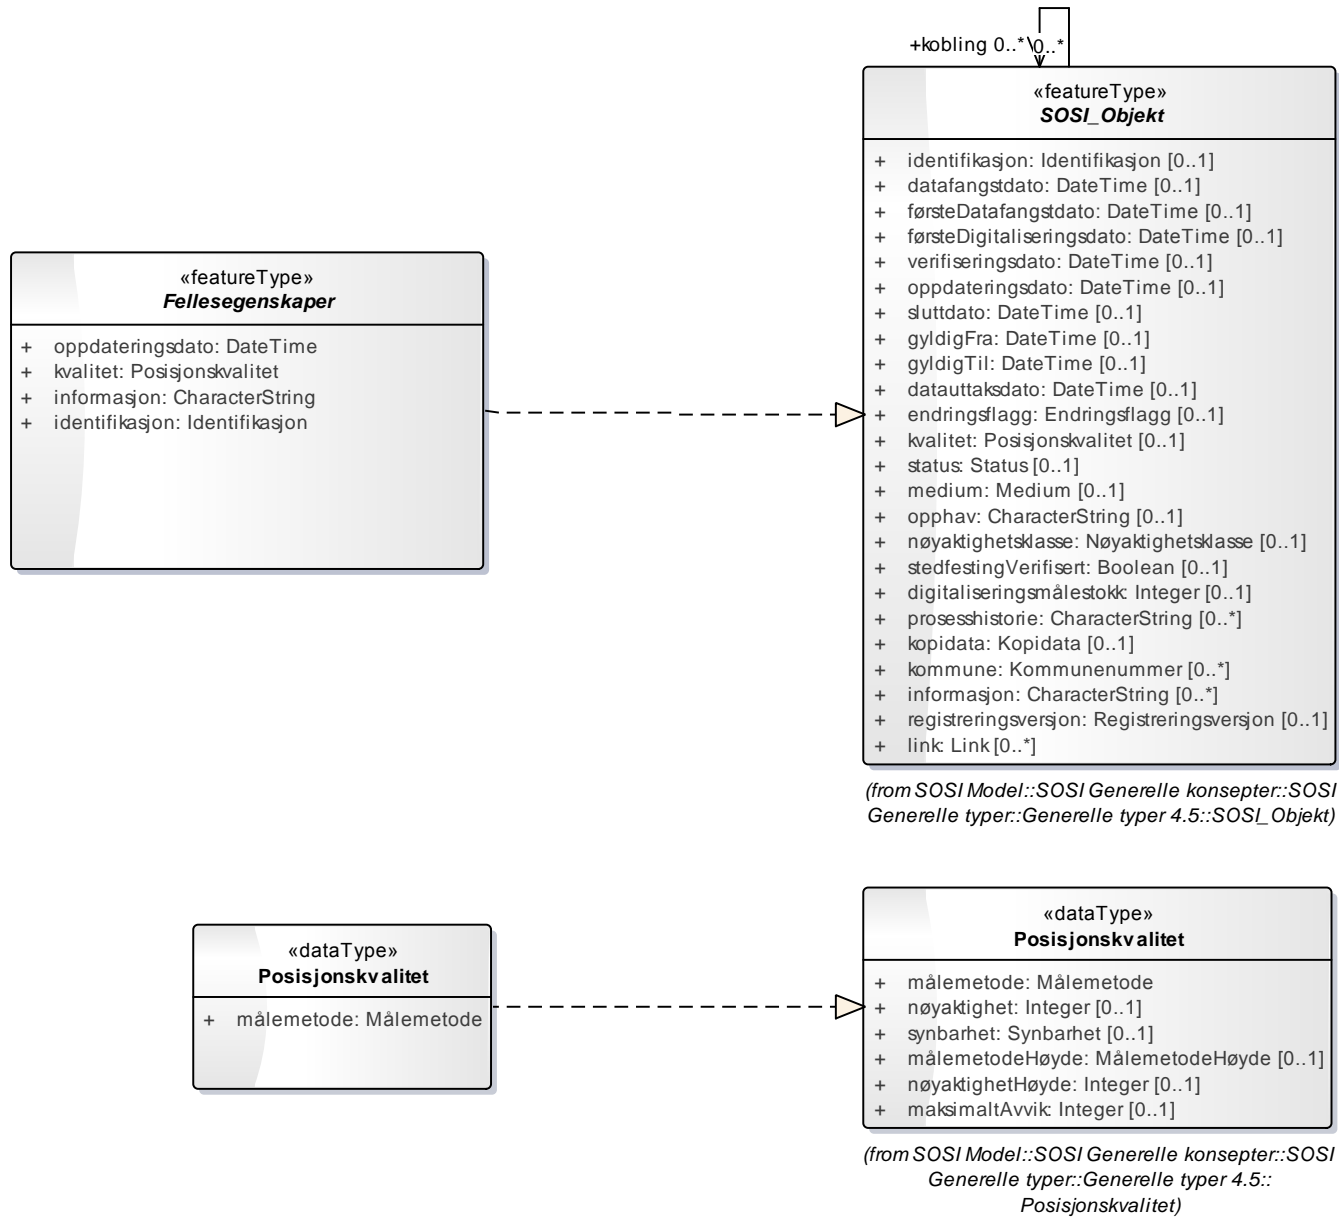 +kobling 0..* 0..*
«featureType»
SOSI_Objekt
+ identifikasjon: Identifikasjon [0..1]
+ datafangstdato: DateTime [0..1]
+ førsteDatafangstdato: DateTime [0..1]
+ førsteDigitaliseringsdato: DateTime [0..1]
+ verifiseringsdato: DateTime [0..1]
+ oppdateringsdato: DateTime [0..1]
+ sluttdato: DateTime [0..1]
+ gyldigFra: DateTime [0..1]
+ gyldigTil: DateTime [0..1]
+ datauttaksdato: DateTime [0..1]
+ endringsflagg: Endringsflagg [0..1]
+ kvalitet: Posisjonskvalitet [0..1]
+ status: Status [0..1]
+ medium: Medium [0..1]
+ opphav: CharacterString [0..1]
+ nøyaktighetsklasse: Nøyaktighetsklasse [0..1]
+ stedfestingVerifisert: Boolean [0..1]
+ digitaliseringsmålestokk: Integer [0..1]
+ prosesshistorie: CharacterString [0..*]
+ kopidata: Kopidata [0..1]
+ kommune: Kommunenummer [0..*]
+ informasjon: CharacterString [0..*]
+ registreringsversjon: Registreringsversjon [0..1]
+ link: Link [0..*]
(from SOSI Model::SOSI Generelle konsepter::SOSI
Generelle typer::Generelle typer 4.5::SOSI_Objekt)
«featureType»
Fellesegenskaper
+ oppdateringsdato: DateTime
+ kvalitet: Posisjonskvalitet
+ informasjon: CharacterString
+ identifikasjon: Identifikasjon
«dataType»
Posisjonskvalitet
+ målemetode: Målemetode
«dataType»
Posisjonskvalitet
+ målemetode: Målemetode
+ nøyaktighet: Integer [0..1]
+ synbarhet: Synbarhet [0..1]
+ målemetodeHøyde: MålemetodeHøyde [0..1]
+ nøyaktighetHøyde: Integer [0..1]
+ maksimaltAvvik: Integer [0..1]
(from SOSI Model::SOSI Generelle konsepter::SOSI
Generelle typer::Generelle typer 4.5::
Posisjonskvalitet)